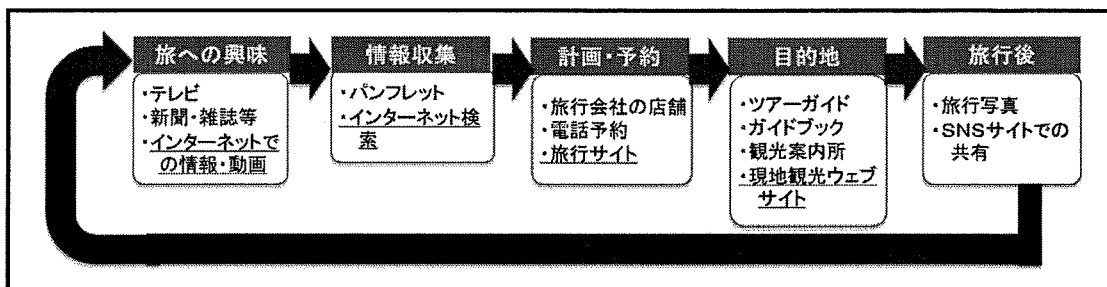 旅への興味
・テレビ
・新聞・雑誌等
・インターネットで
の情報・動画
情報収集
・パンフレット
・インターネット検
索
計画・予約
・旅行会社の店舗
・電話予約
・旅行サイト
目的地
・ツアーガイド
・ガイドブック
・観光案内所
・現地観光ウェブ
サイト
旅行後
・旅行写真
・SNSサイトでの
共有